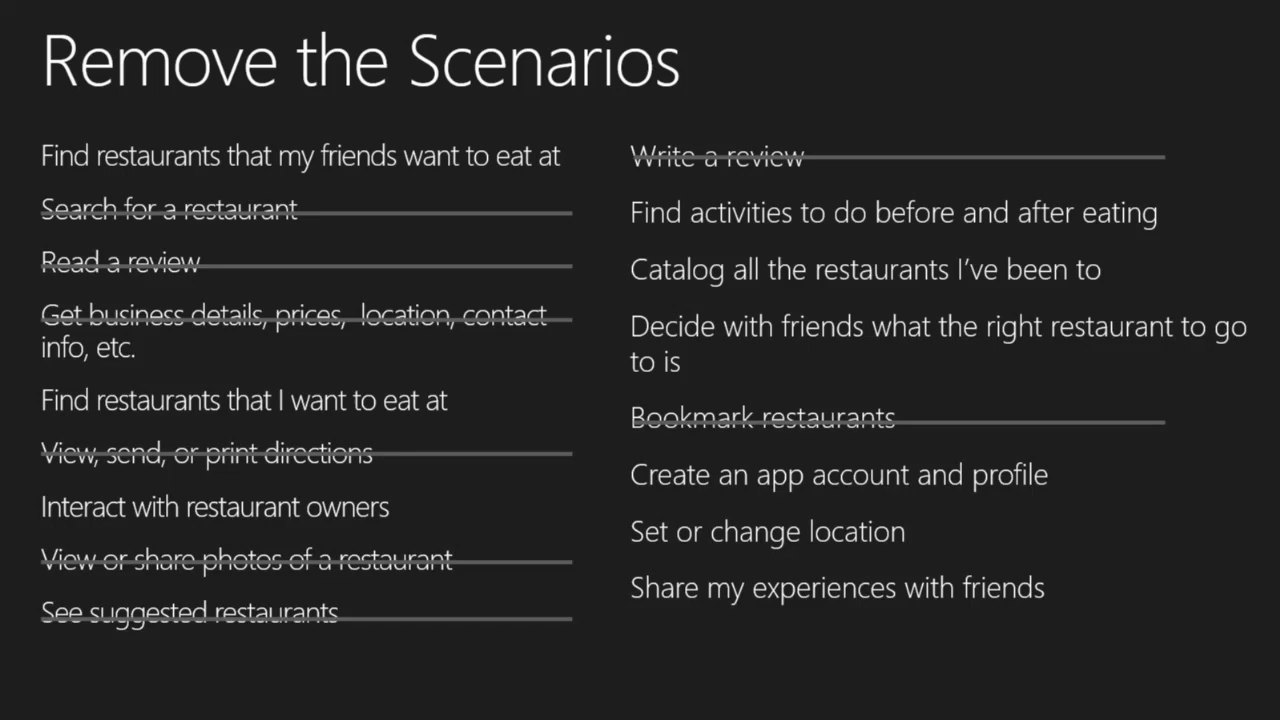 Remove the Scenarios
Find restaurants that my friends want to eat at
Search for a restaurant
Read a review
Get business details, prices,  location, contact
info, etc.
Find restaurants that I want to eat at
View, send, or print directions
Interact with restaurant owners
View or share photos of a restaurant
See suggested restaurants
Write a review
Find activities to do before and after eating
Catalog all the restaurants I’ve been to
Decide with friends what the right restaurant to go
to is
Bookmark restaurants
Create an app account and profile
Set or change location
Share my experiences with friends